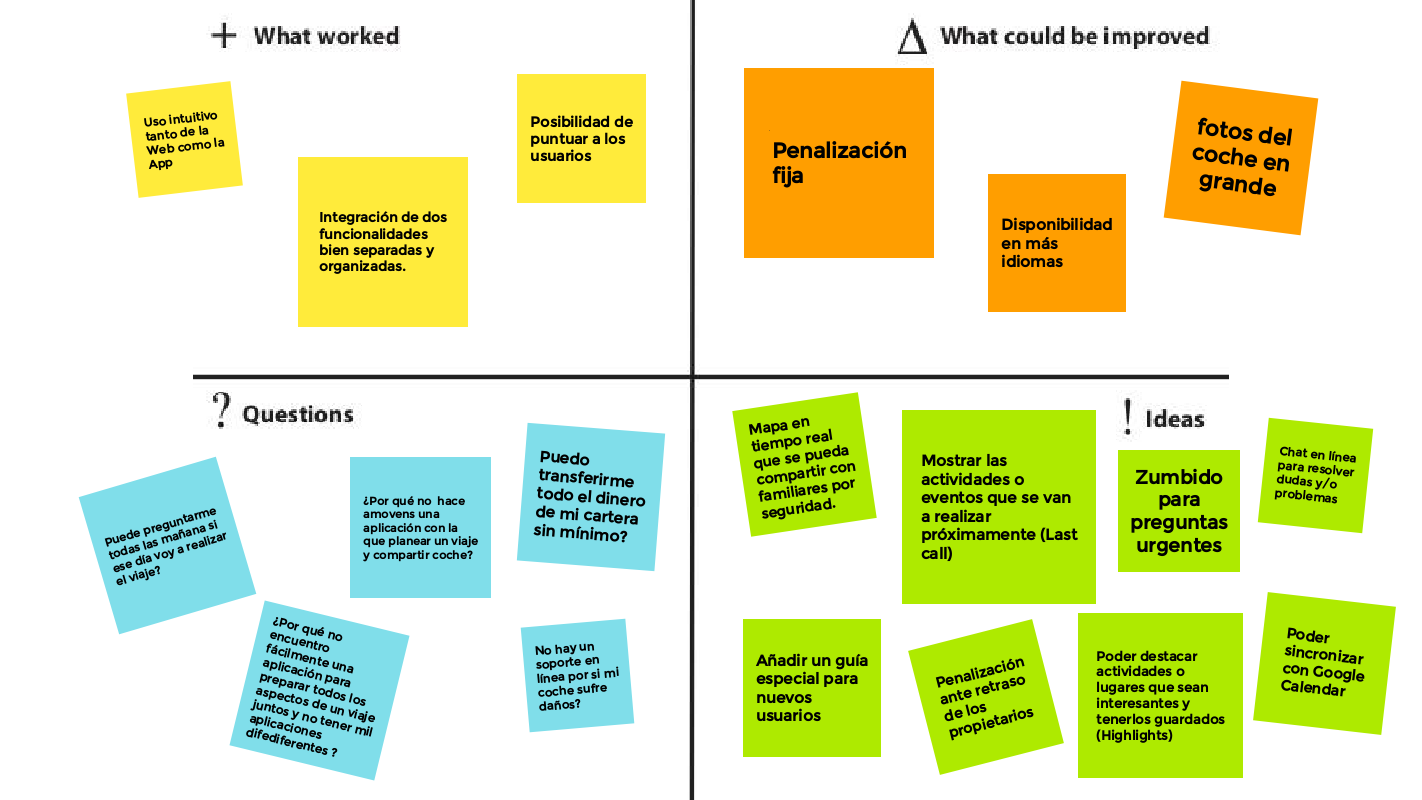 + What worked
Uso intuitivo
tanto de la
Web como la
App
Integración de dos
funcionalidades
bien separadas y
organizadas.
Posibilidad de
puntuar a los
usuarios
Δ What could be improved
Penalización
fija
Disponibilidad
en más
idiomas
fotos del
coche en
grande
? Questions
Puede preguntarme
todas las mañana si
ese día voy a realizar
el viaje?
¿Por qué no hace
amovens una
aplicación con la
que planear un viaje
y compartir coche?
Puedo
transferirme
todo el dinero
de mi cartera
sin mínimo?
¿Por qué no
encuentro
fácilmente una
aplicación para
preparar todos los
aspectos de un viaje
juntos y no tener mil
aplicaciones
difediferentes ?
No hay un
soporte en
línea por si mi
coche sufre
daños?
! Ideas
Mapa en
tiempo real
que se pueda
compartir con
familiares por
seguridad.
Mostrar las
actividades o
eventos que se van
a realizar
próximamente (Last
call)
Zumbido
para
preguntas
urgentes
Chat en línea
para resolver
dudas y/o
problemas
Añadir un guía
especial para
nuevos
usuarios
Penalización
ante retraso
de los
propietarios
Poder destacar
actividades o
lugares que sean
interesantes y
tenerlos guardados
(Highlights)
Poder
sincronizar
con Google
Calendar